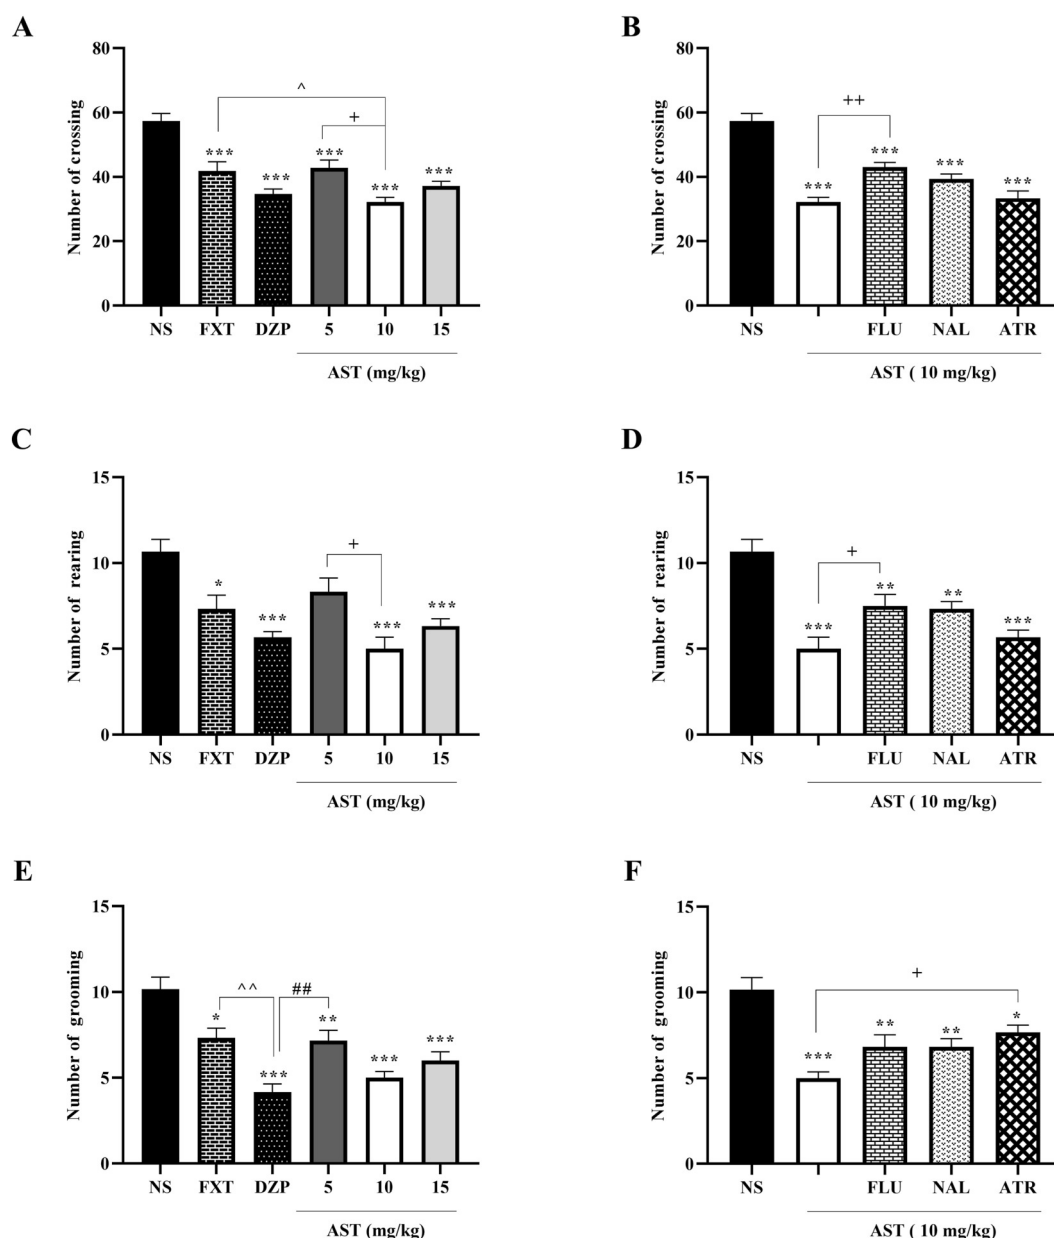 A
Number of crossing
80
60
40
20
0
^
+
***
***
***
***
***
NS FXT DZP 5 10 15
AST (mg/kg)
B
Number of crossing
80
60
40
20
0
++
***
***
***
***
NS FLU NAL ATR
AST ( 10 mg/kg)
C
Number of rearing
15
10
5
0
+
*
***
***
***
NS FXT DZP 5 10 15
AST (mg/kg)
D
Number of rearing
15
10
5
0
+
***
**
**
***
NS FLU NAL ATR
AST ( 10 mg/kg)
E
Number of grooming
15
10
5
0
^^ ##
*
***
**
***
***
NS FXT DZP 5 10 15
AST (mg/kg)
F
Number of grooming
15
10
5
0
+
***
**
**
*
NS FLU NAL ATR
AST ( 10 mg/kg)